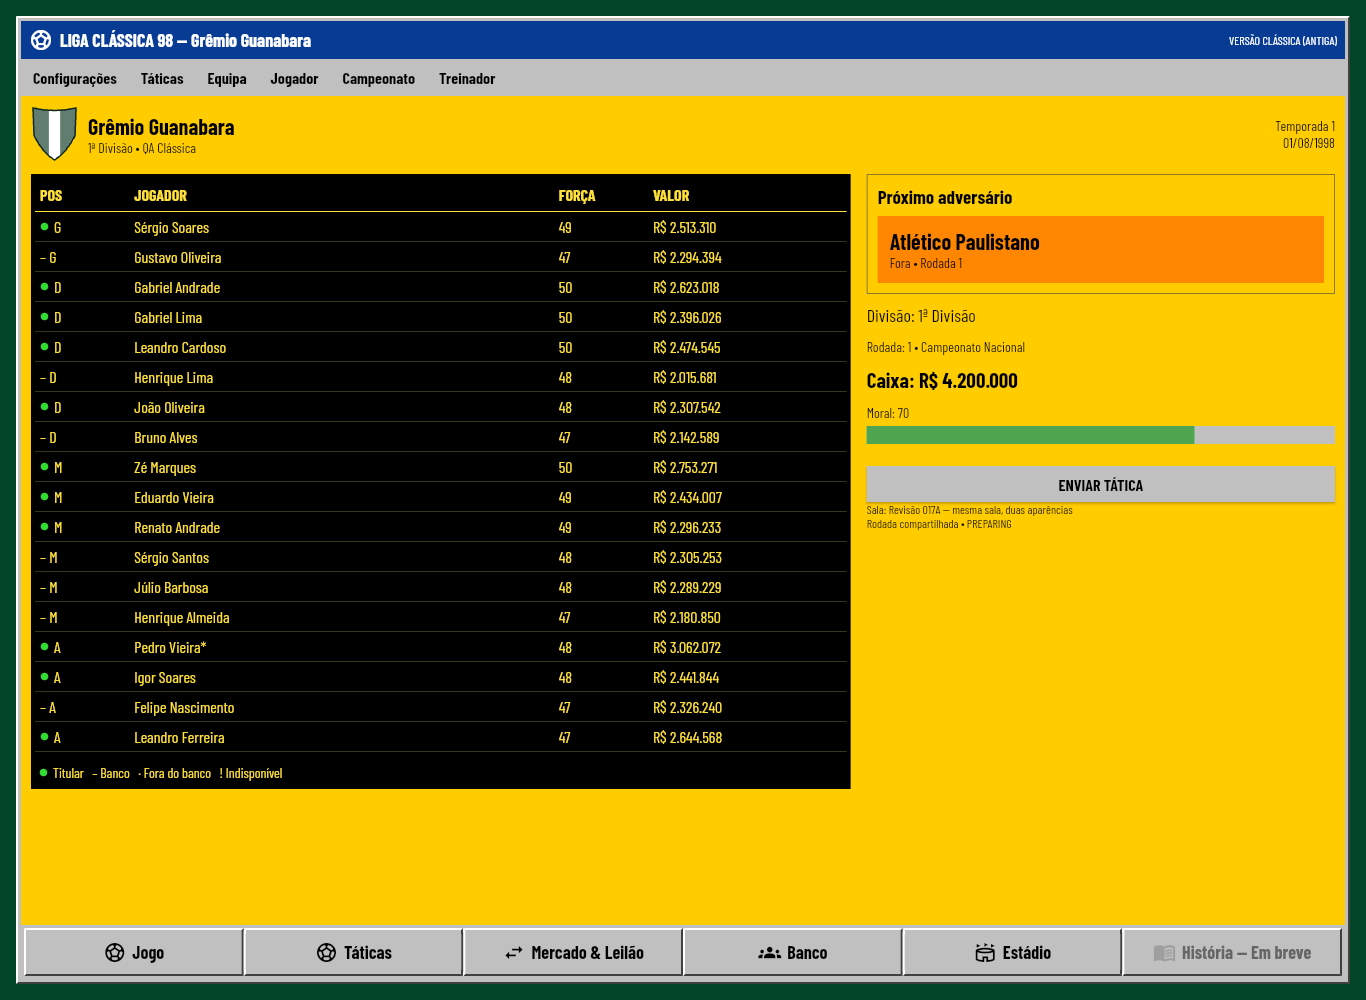 LIGA CLÁSSICA 98 — Grêmio Guanabara
VERSÃO CLÁSSICA (ANTIGA)
Configurações Táticas Equipa Jogador Campeonato Treinador
Grêmio Guanabara
1ª Divisão • QA Clássica
Temporada 1
01/08/1998
POS JOGADOR FORÇA VALOR
● G Sérgio Soares 49 R$ 2.513.310
– G Gustavo Oliveira 47 R$ 2.294.394
● D Gabriel Andrade 50 R$ 2.623.018
● D Gabriel Lima 50 R$ 2.396.026
● D Leandro Cardoso 50 R$ 2.474.545
– D Henrique Lima 48 R$ 2.015.681
● D João Oliveira 48 R$ 2.307.542
– D Bruno Alves 47 R$ 2.142.589
● M Zé Marques 50 R$ 2.753.271
● M Eduardo Vieira 49 R$ 2.434.007
● M Renato Andrade 49 R$ 2.296.233
– M Sérgio Santos 48 R$ 2.305.253
– M Júlio Barbosa 48 R$ 2.289.229
– M Henrique Almeida 47 R$ 2.180.850
● A Pedro Vieira* 48 R$ 3.062.072
● A Igor Soares 48 R$ 2.441.844
– A Felipe Nascimento 47 R$ 2.326.240
● A Leandro Ferreira 47 R$ 2.644.568
● Titular – Banco · Fora do banco ! Indisponível
Próximo adversário
Atlético Paulistano
Fora • Rodada 1
Divisão: 1ª Divisão
Rodada: 1 • Campeonato Nacional
Caixa: R$ 4.200.000
Moral: 70
ENVIAR TÁTICA
Sala: Revisão 017A — mesma sala, duas aparências
Rodada compartilhada • PREPARING
Jogo Táticas Mercado & Leilão Banco Estádio História — Em breve